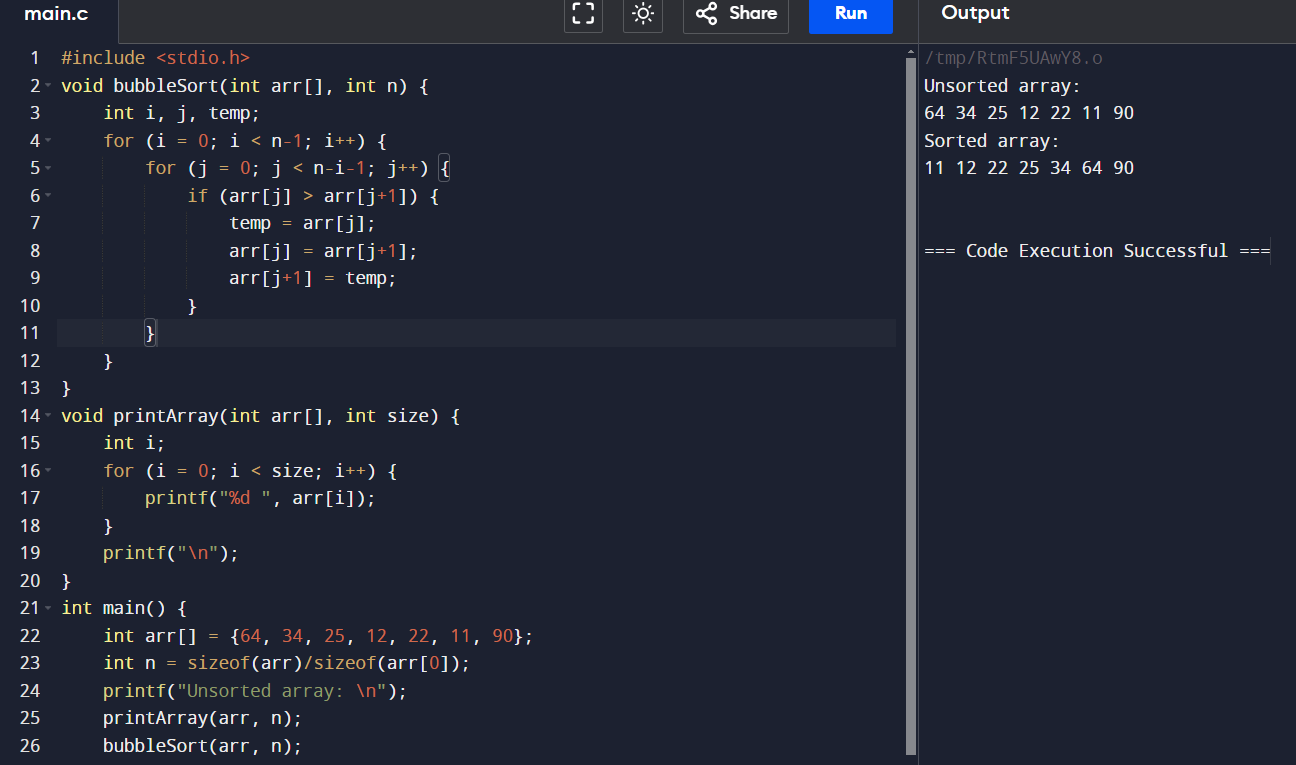 main.c
Share
Run
Output
1 #include <stdio.h>
2 void bubbleSort(int arr[], int n) {
3     int i, j, temp;
4     for (i = 0; i < n-1; i++) {
5         for (j = 0; j < n-i-1; j++) {
6             if (arr[j] > arr[j+1]) {
7                 temp = arr[j];
8                 arr[j] = arr[j+1];
9                 arr[j+1] = temp;
10             }
11         }
12     }
13 }
14 void printArray(int arr[], int size) {
15     int i;
16     for (i = 0; i < size; i++) {
17         printf("%d ", arr[i]);
18     }
19     printf("\n");
20 }
21 int main() {
22     int arr[] = {64, 34, 25, 12, 22, 11, 90};
23     int n = sizeof(arr)/sizeof(arr[0]);
24     printf("Unsorted array: \n");
25     printArray(arr, n);
26     bubbleSort(arr, n);
/tmp/RtmF5UAwY8.o
Unsorted array:
64 34 25 12 22 11 90
Sorted array:
11 12 22 25 34 64 90
=== Code Execution Successful ===